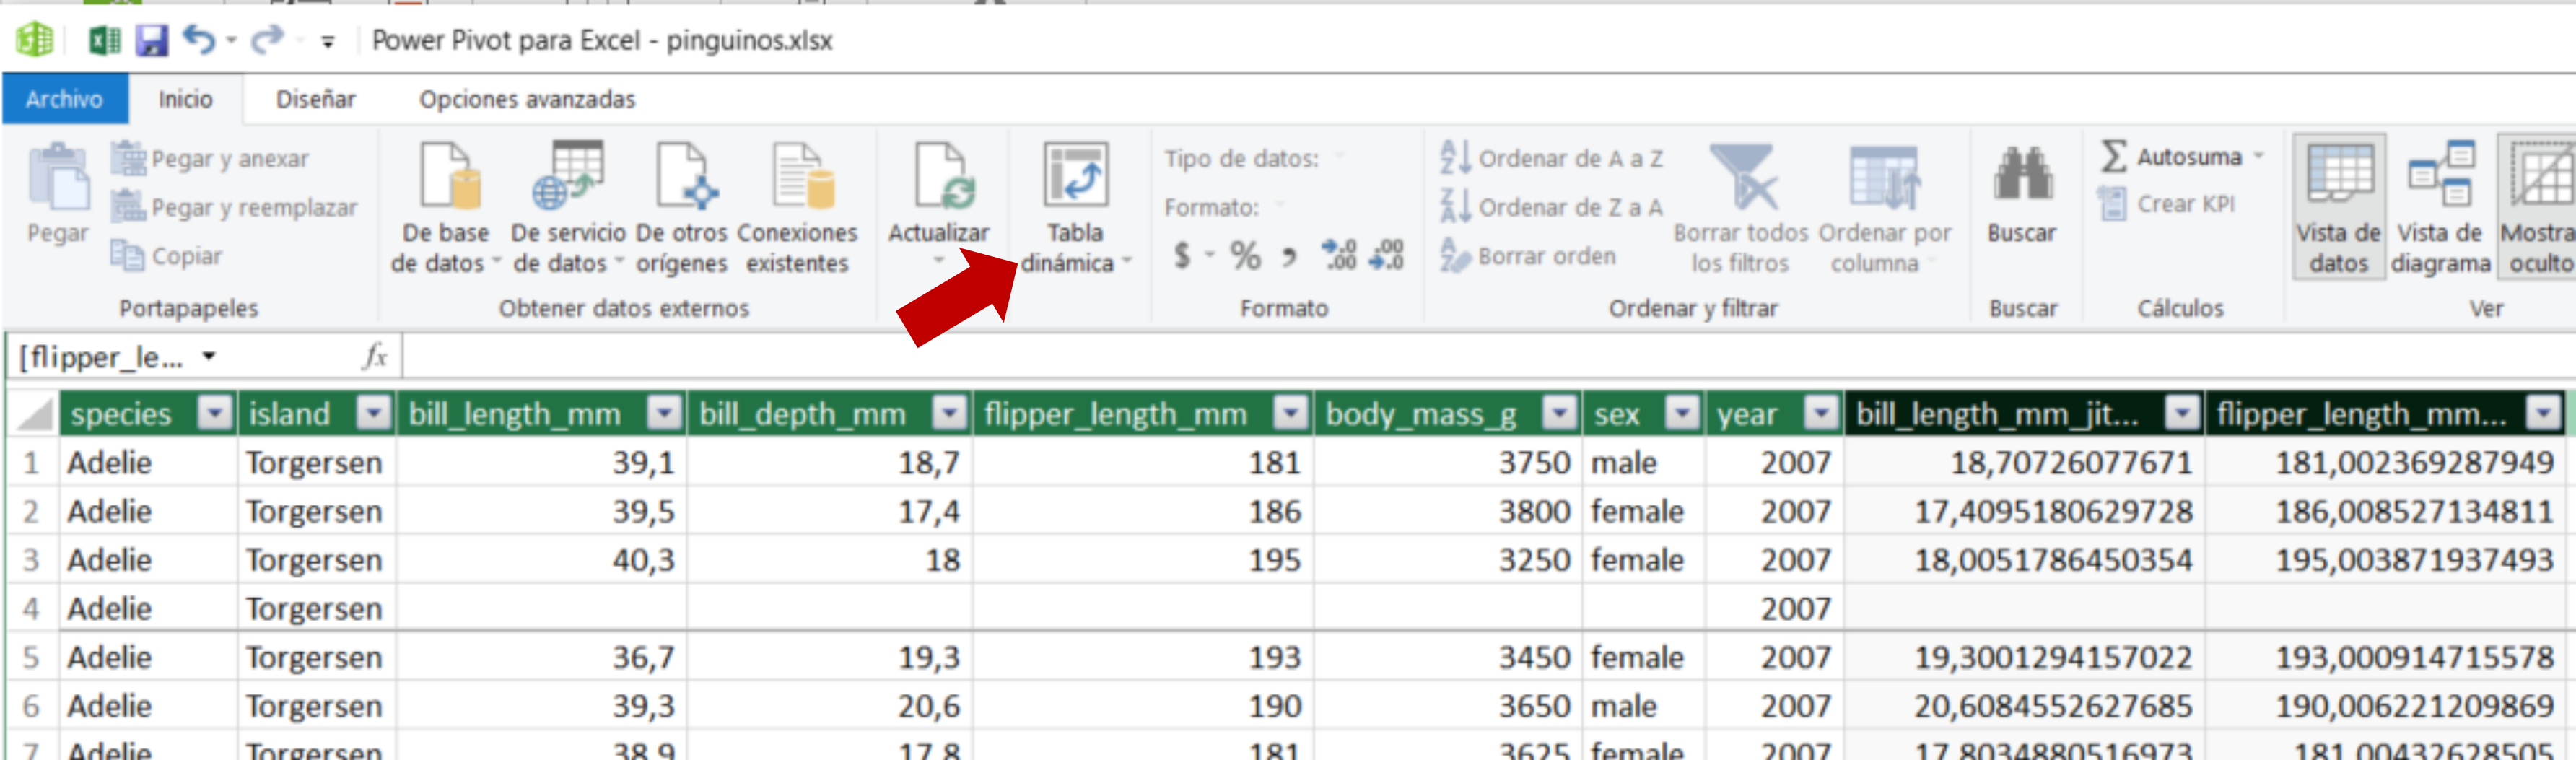 Power Pivot para Excel - pinguinos.xlsx
Archivo Inicio Diseñar Opciones avanzadas
Pegar
Pegar y anexar
Pegar y reemplazar
Copiar
Portapapeles
De base
de datos
De servicio
de datos
De otros
orígenes
Conexiones
existentes
Obtener datos externos
Actualizar
Tabla
dinámica
Tipo de datos:
Formato:
$ % , .0 .00 .00 .0
Formato
Ordenar de A a Z
Ordenar de Z a A
Borrar orden
Borrar todos
los filtros
Ordenar por
columna
Ordenar y filtrar
Buscar
Buscar
Autosuma
Crear KPI
Cálculos
Vista de
datos
Vista de
diagrama
Mostra
oculto
Ver
[flipper_le... fx
species island bill_length_mm bill_depth_mm flipper_length_mm body_mass_g sex year bill_length_mm_jit... flipper_length_mm...
1 Adelie Torgersen 39,1 18,7 181 3750 male 2007 18,70726077671 181,002369287949
2 Adelie Torgersen 39,5 17,4 186 3800 female 2007 17,4095180629728 186,008527134811
3 Adelie Torgersen 40,3 18 195 3250 female 2007 18,0051786450354 195,003871937493
4 Adelie Torgersen 2007
5 Adelie Torgersen 36,7 19,3 193 3450 female 2007 19,3001294157022 193,000914715578
6 Adelie Torgersen 39,3 20,6 190 3650 male 2007 20,6084552627685 190,006221209869
7 Adelie Torgersen 38,9 17,8 181 3625 female 2007 17,8034880516973 181,00432628505